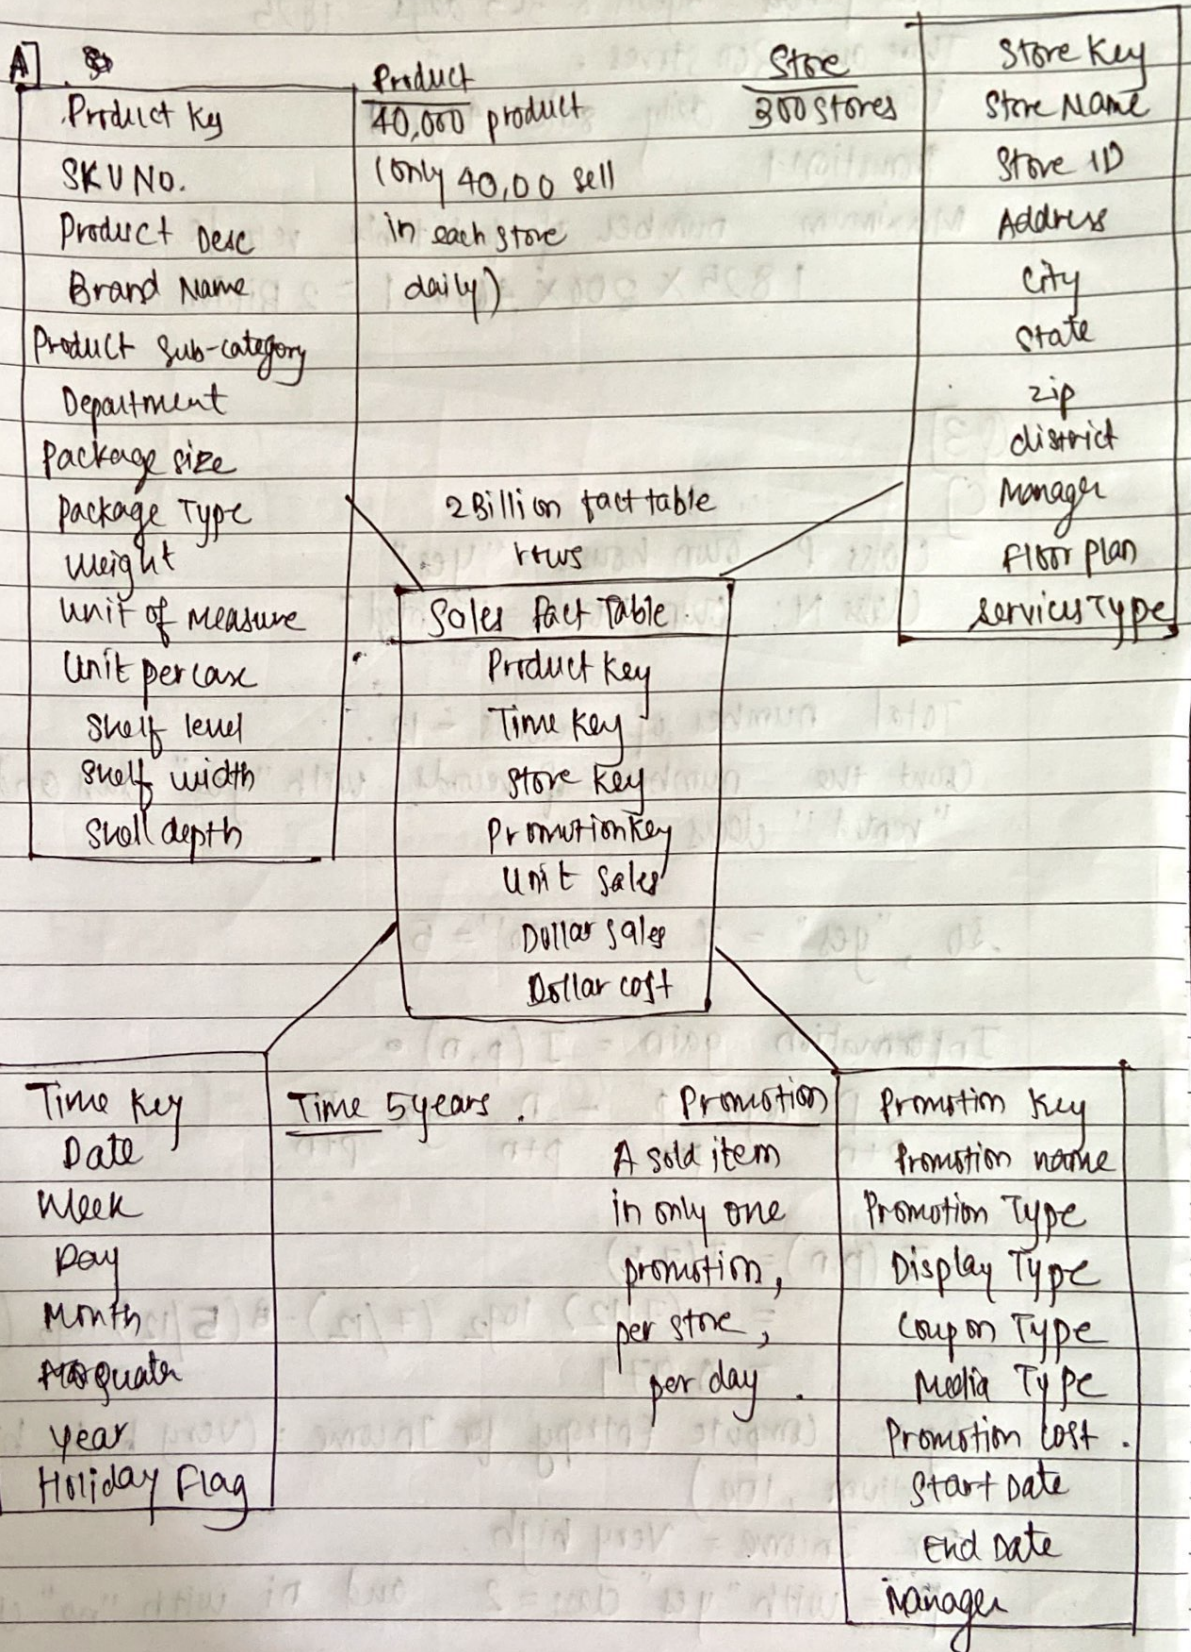 A]
Product Key
SKU No.
Product Desc
Brand Name
Product Sub-category
Department
Package size
Package Type
Weight
Unit of Measure
Unit per case
Shelf level
Shelf width
Shelf depth
Product
40,000 product
(only 40,00 sell
in each store
daily)
Store
300 stores
Store Key
Store Name
Store ID
Address
City
State
zip
district
Manager
Floor plan
services Type
2 Billion fact table
rows
Sales Fact Table
Product Key
Time Key
Store Key
Promotion Key
Unit Sales
Dollar Sales
Dollar cost
Time Key
Date
Week
Day
Month
Quater
Year
Holiday Flag
Time 5 years.
Promotion
A sold item
in only one
promotion,
per store,
per day.
Promotion Key
Promotion name
Promotion Type
Display Type
Coupon Type
Media Type
Promotion Cost.
Start Date
End Date
Manager